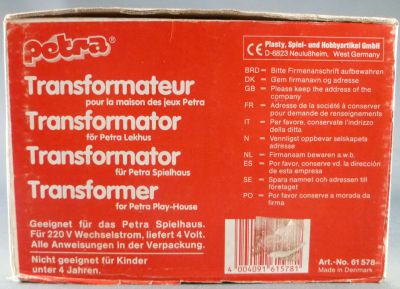 petra®
Transformateur
pour la maison des jeux Petra
Transformator
för Petra Lekhus
Transformator
für Petra Spielhaus
Transformer
for Petra Play-House
Geeignet für das Petra Spielhaus.
Für 220 V Wechselstrom, liefert 4 Volt.
Alle Anweisungen in der Verpackung.
Nicht geeignet für Kinder
unter 4 Jahren.
CE Plasty, Spiel- und Hobbyartikel GmbH
D-6823 Neulußheim, West Germany
BRD= Bitte Firmenanschrift aufbewahren
DK = Gem firmanavn og adresse
GB = Please keep the address of the
company
FR = Adresse de la société à conserver
pour demande de renseignements
IT = Per favore, conservate l'indirizzo
della ditta
N = Vennligst oppbevar selskapets
adresse
NL = Firmanaam bewaren a.w.b.
ES = Por favor, conserve vd. la dirección
de esta empresa
SE = Spara namnet och adressen till
företaget
PO = Por favor conserve a morada da
firma
4 004091 615781
Art.-No. 61578
Made in Denmark